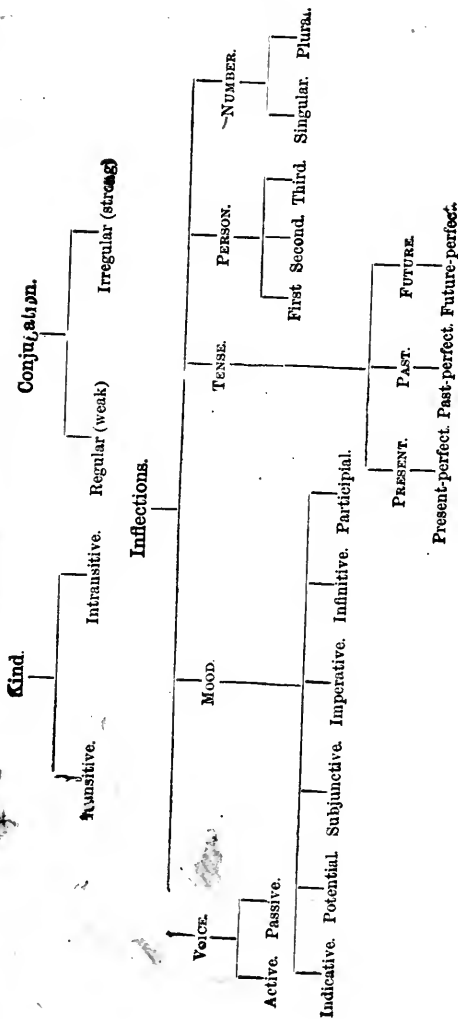 Kind. Conjugation.
Transitive. Intransitive. Regular (weak) Irregular (strong)
Inflections.
VOICE. MOOD. TENSE. PERSON. NUMBER.
Active. Passive. First Second. Third. Singular. Plural.
Indicative. Potential. Subjunctive. Imperative. Infinitive. Participial.
PRESENT. PAST. FUTURE.
Present-perfect. Past-perfect. Future-perfect.